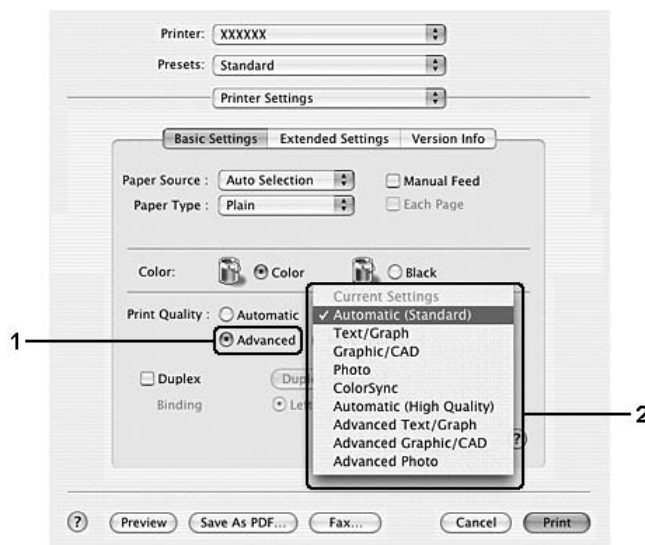 Printer: XXXXXX
Presets: Standard
Printer Settings
Basic Settings Extended Settings Version Info
Paper Source : Auto Selection Manual Feed
Paper Type : Plain Each Page
Color: Color Black
Print Quality : Automatic
Advanced
Current Settings
✓ Automatic (Standard)
Text/Graph
Graphic/CAD
Photo
ColorSync
Automatic (High Quality)
Advanced Text/Graph
Advanced Graphic/CAD
Advanced Photo
1
2
Duplex
Binding
?
? Preview Save As PDF... Fax... Cancel Print